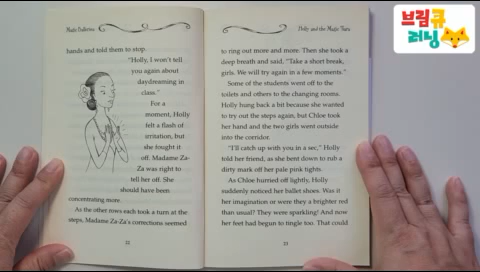 Magic Ballerina
hands and told them to stop.
"Holly, I won't tell
you again about
daydreaming in
class."
For a
moment, Holly
felt a flash of
irritation, but
she fought it
off. Madame Za-
Za was right to
tell her off. She
should have been
concentrating more.
As the other rows each took a turn at the
steps, Madame Za-Za's corrections seemed
22
Holly and the Magic Tiara
to ring out more and more. Then she took a
deep breath and said, "Take a short break,
girls. We will try again in a few moments."
Some of the students went off to the
toilets and others to the changing rooms.
Holly hung back a bit because she wanted
to try out the steps again, but Chloe took
her hand and the two girls went outside
into the corridor.
"I'll catch up with you in a sec," Holly
told her friend, as she bent down to rub a
dirty mark off her pale pink tights.
As Chloe hurried off lightly, Holly
suddenly noticed her ballet shoes. Was it
her imagination or were they a brighter red
than usual? They were sparkling! And now
her feet had begun to tingle too. That could
23
브릭큐
러닝